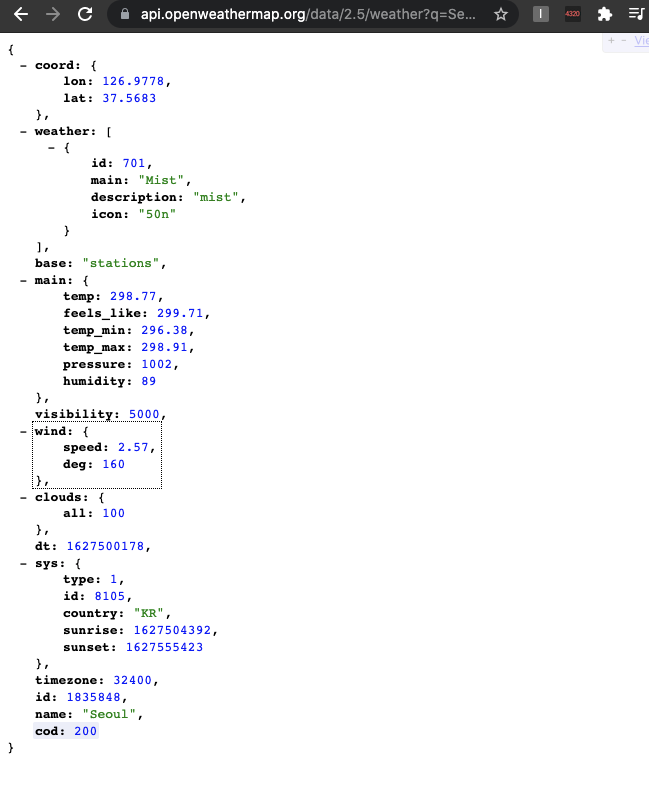 api.openweathermap.org/data/2.5/weather?q=Se...
4320
+ - Vie
{
- coord: {
lon: 126.9778,
lat: 37.5683
},
- weather: [
- {
id: 701,
main: "Mist",
description: "mist",
icon: "50n"
}
],
base: "stations",
- main: {
temp: 298.77,
feels_like: 299.71,
temp_min: 296.38,
temp_max: 298.91,
pressure: 1002,
humidity: 89
},
visibility: 5000,
- wind: {
speed: 2.57,
deg: 160
},
- clouds: {
all: 100
},
dt: 1627500178,
- sys: {
type: 1,
id: 8105,
country: "KR",
sunrise: 1627504392,
sunset: 1627555423
},
timezone: 32400,
id: 1835848,
name: "Seoul",
cod: 200
}